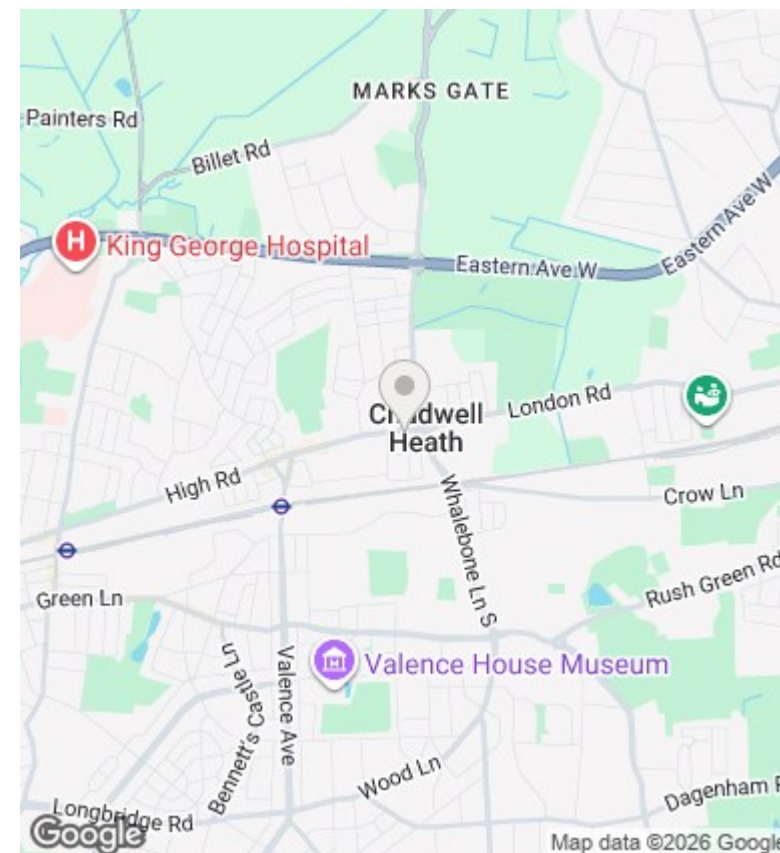 MARKS GATE
Painters Rd
Billet Rd
H
King George Hospital
Eastern Ave W
Eastern Ave W
Chadwell
Heath
London Rd
High Rd
Whalebone Ln S
Crow Ln
Green Ln
Rush Green Rd
Bennett's Castle Ln
Valence Ave
Valence House Museum
Wood Ln
Longbridge Rd
Dagenham R
Google
Map data ©2026 Google